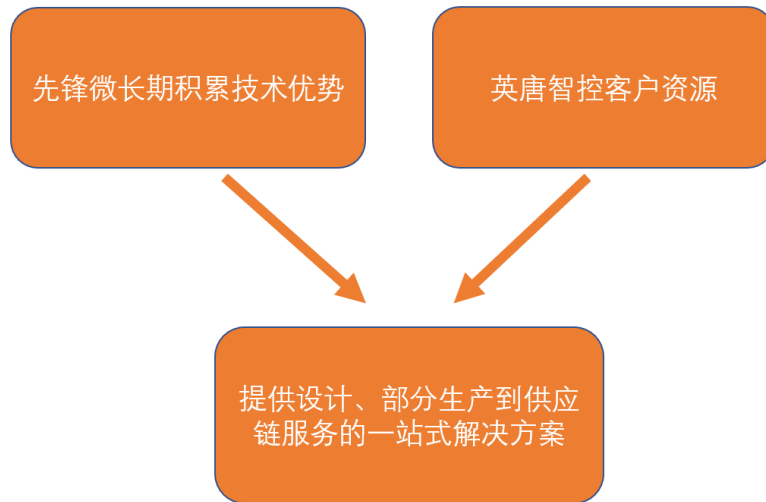 先锋微长期积累技术优势
英唐智控客户资源
提供设计、部分生产到供应
链服务的一站式解决方案